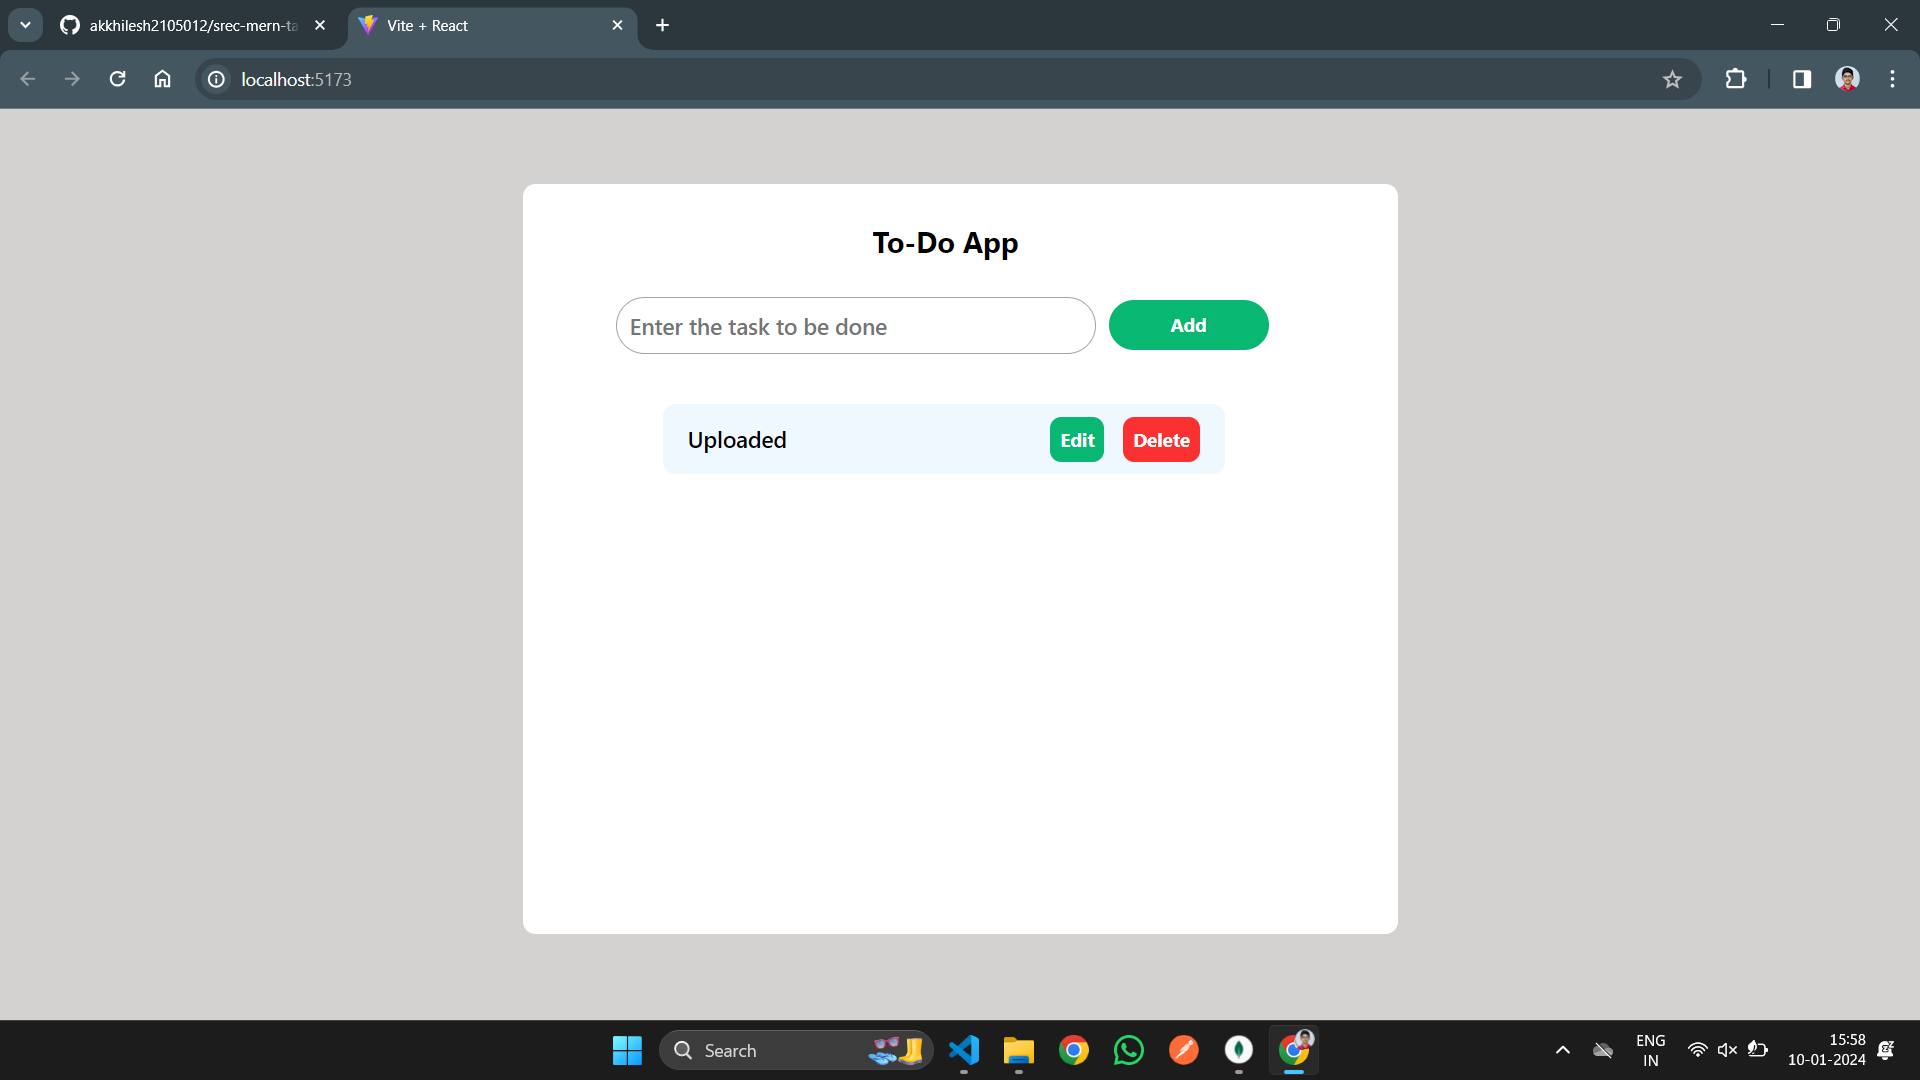 akkhilesh2105012/srec-mern-ta
Vite + React
localhost:5173
To-Do App
Enter the task to be done
Add
Uploaded
Edit
Delete
Search
ENG
IN
15:58
10-01-2024